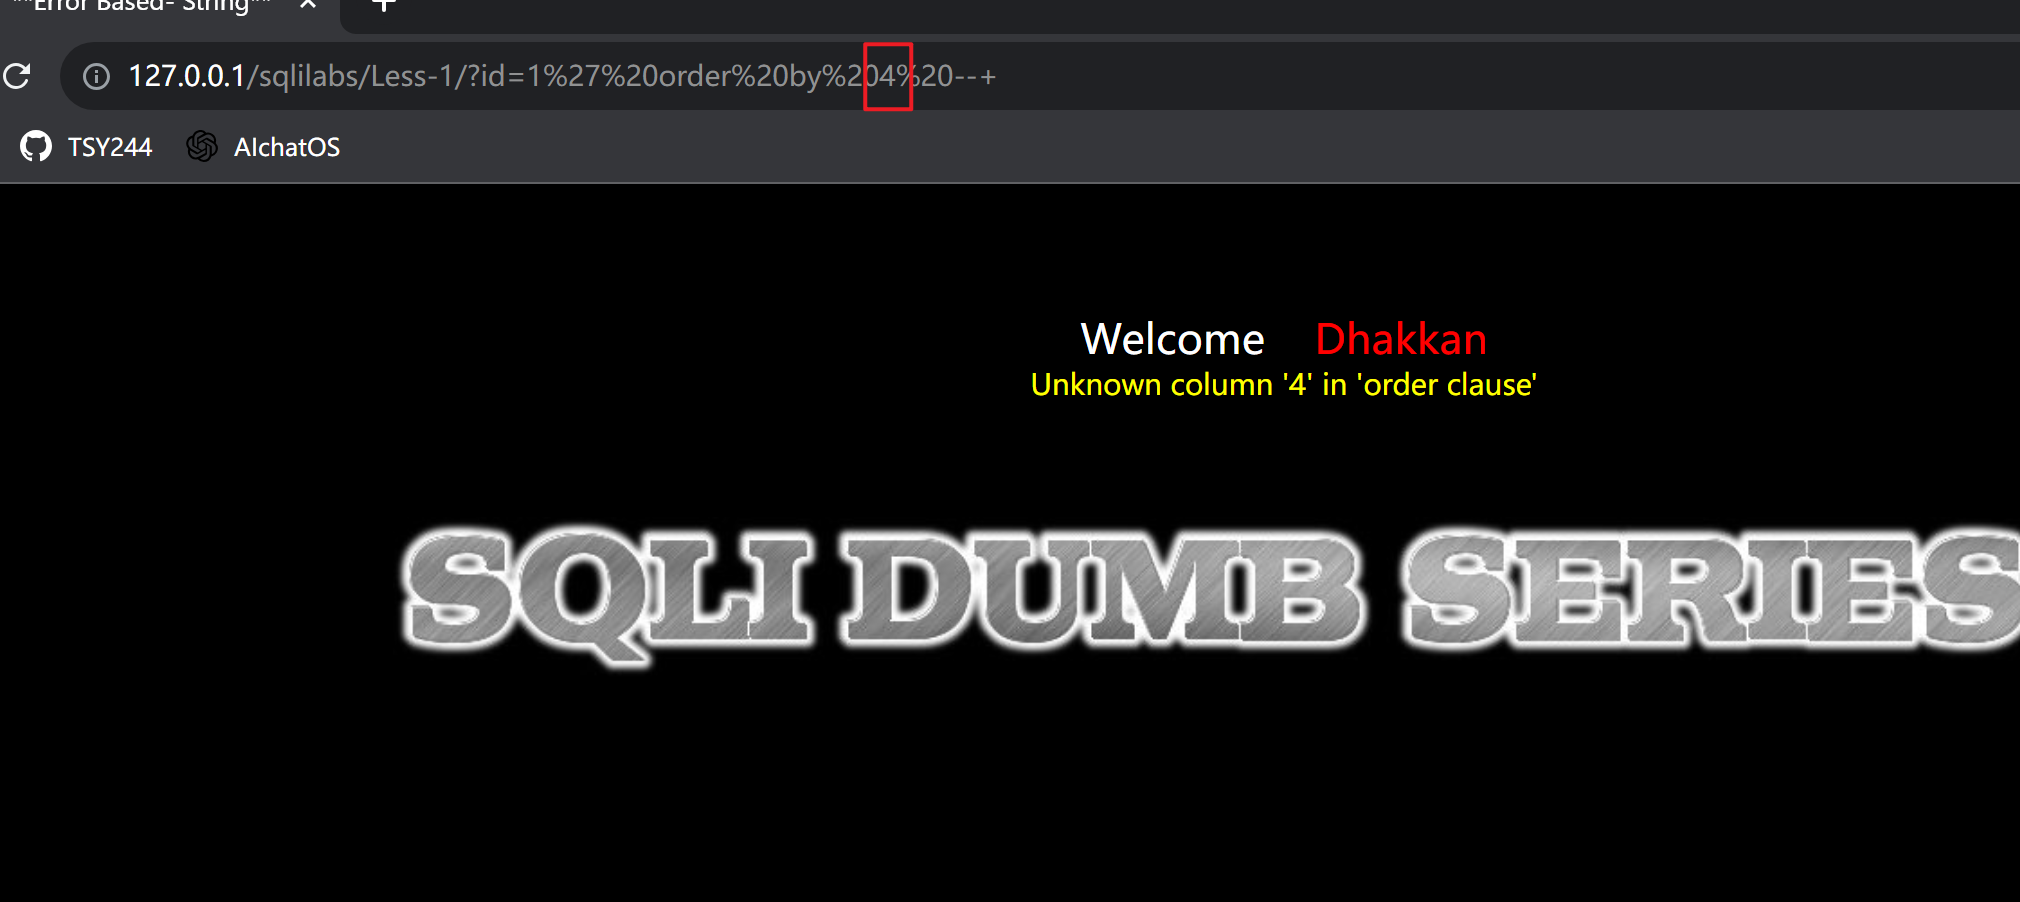 **Error Based- String**
127.0.0.1/sqlilabs/Less-1/?id=1%27%20order%20by%204%20--+
TSY244 AIchatOS
Welcome Dhakkan
Unknown column '4' in 'order clause'
SQLI DUMB SERIES